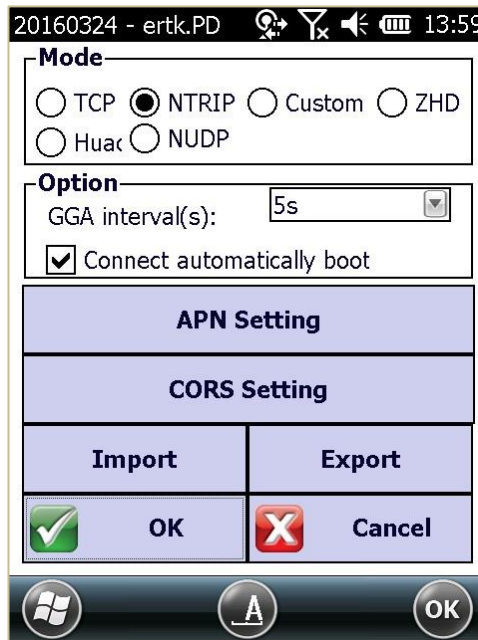 20160324 - ertk.PD 13:59
Mode
TCP NTRIP Custom ZHD
Huac NUDP
Option
GGA interval(s): 5s
Connect automatically boot
APN Setting
CORS Setting
Import Export
OK Cancel
A OK